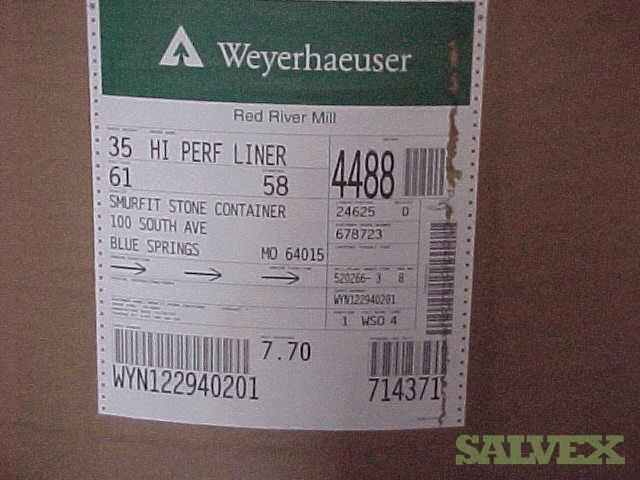 Weyerhaeuser
Red River Mill
35 HI PERF LINER
4488
61 58
SMURFIT STONE CONTAINER
24625 0
100 SOUTH AVE
678723
BLUE SPRINGS MO 64015
520266-3 8
WYN122940201
1 WSO 4
7.70
WYN122940201
714371
SALVEX